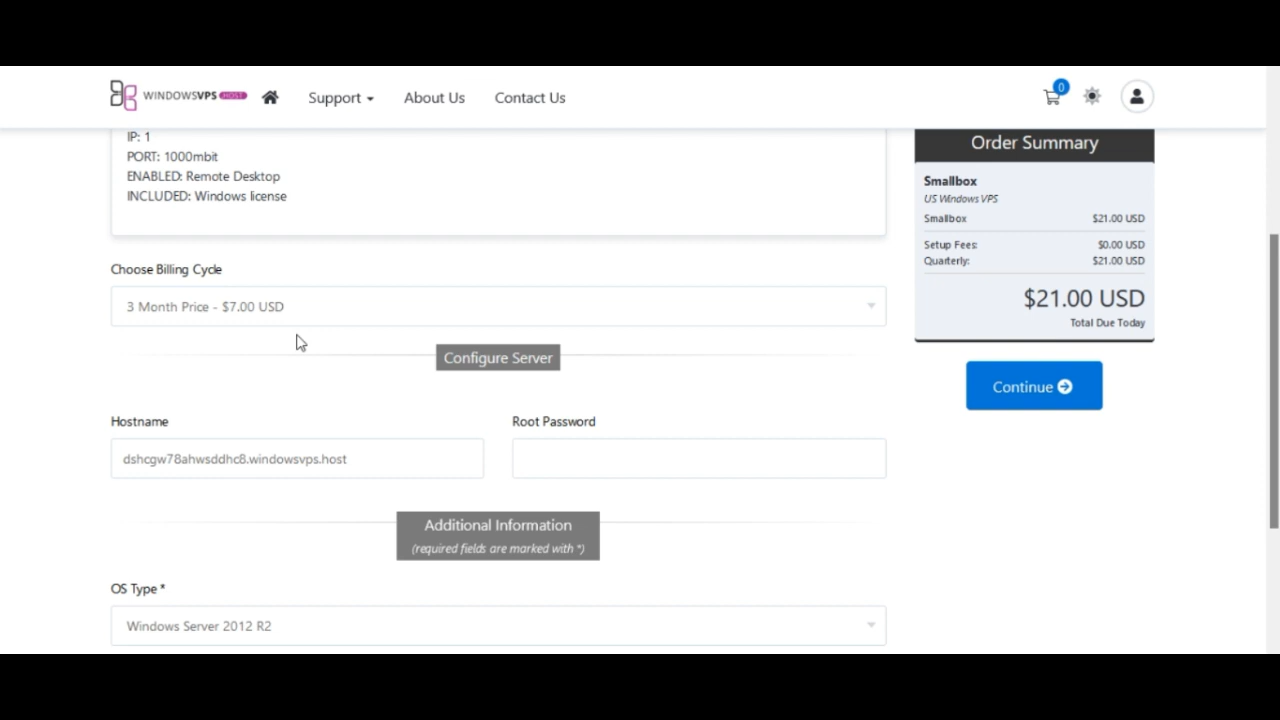 WINDOWSVPS HOST
Support
About Us
Contact Us
0
IP: 1
PORT: 1000mbit
ENABLED: Remote Desktop
INCLUDED: Windows license
Choose Billing Cycle
3 Month Price - $7.00 USD
Configure Server
Hostname
Root Password
dshcgw78ahwsddhc8.windowsvps.host
Additional Information
(required fields are marked with *)
OS Type *
Windows Server 2012 R2
Order Summary
Smallbox
US Windows VPS
Smallbox $21.00 USD
Setup Fees: $0.00 USD
Quarterly: $21.00 USD
$21.00 USD
Total Due Today
Continue